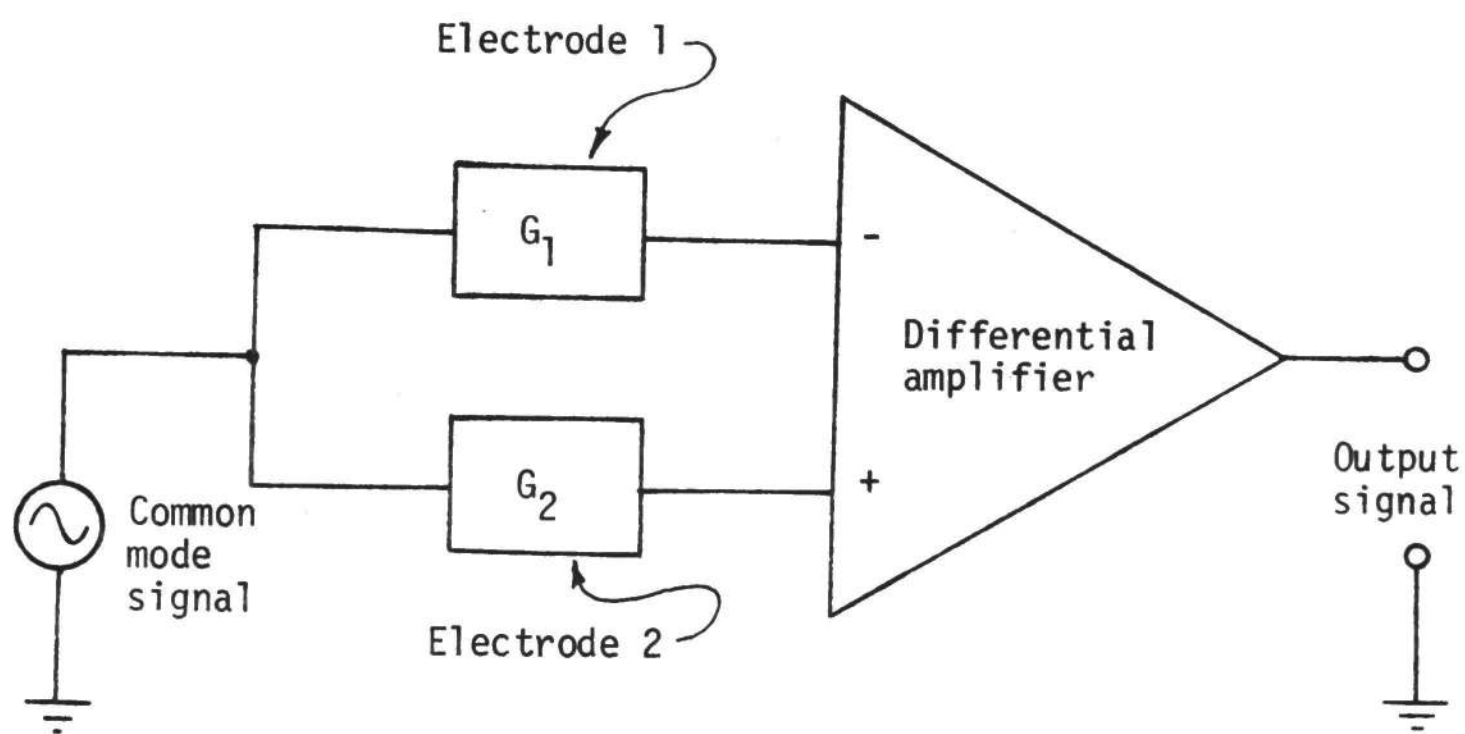 Electrode 1
G1
-
Differential
amplifier
G2
+
Common
mode
signal
Output
signal
Electrode 2